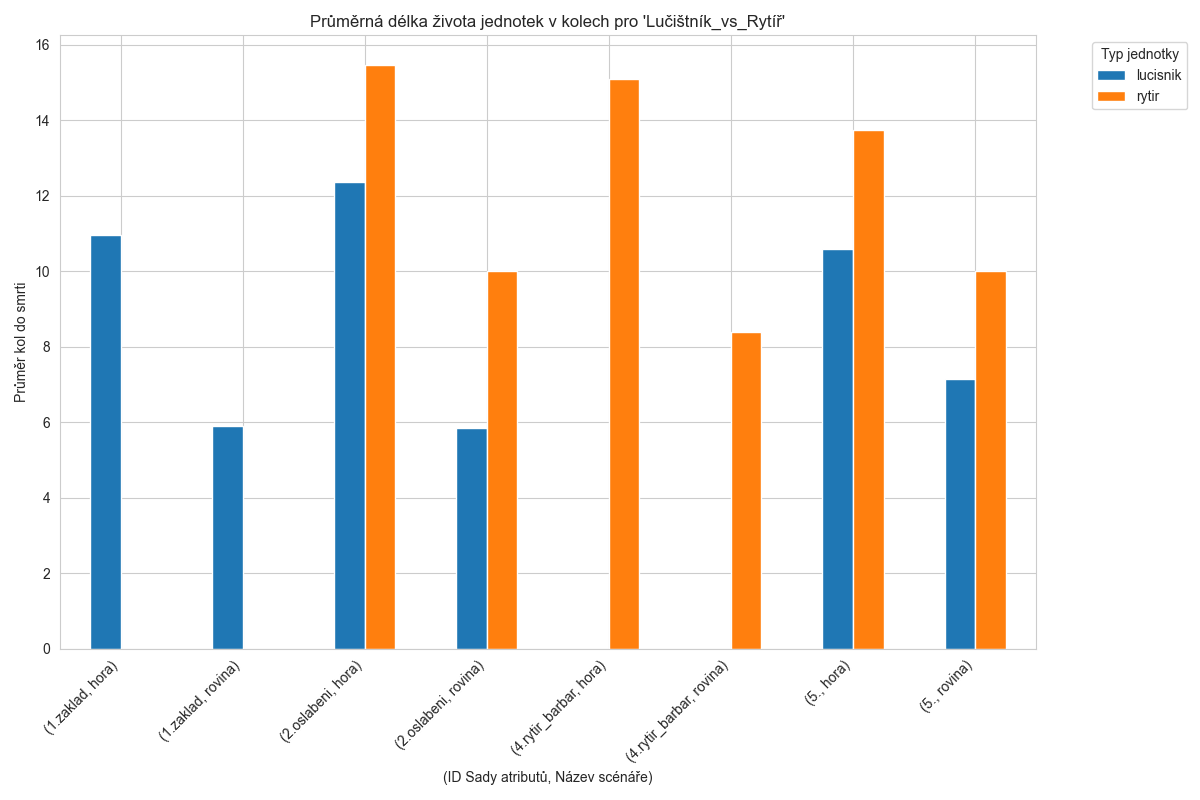 Průměrná délka života jednotek v kolech pro 'Lučištník_vs_Rytíř'
Typ jednotky
lucisnik
rytir
Průměr kol do smrti
16
14
12
10
8
6
4
2
0
(1.zaklad, hora)
(1.zaklad, rovina)
(2.oslabeni, hora)
(2.oslabeni, rovina)
(4.rytir_barbar, hora)
(4.rytir_barbar, rovina)
(5., hora)
(5., rovina)
(ID Sady atributů, Název scénáře)